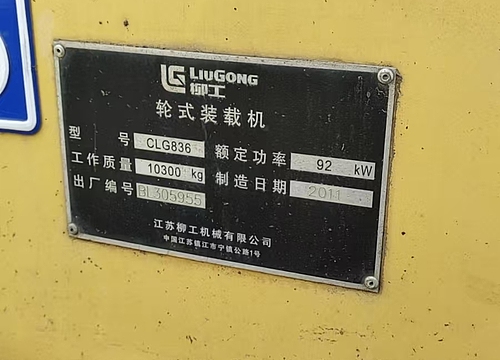 LIUGONG
柳工
轮式装载机
型 号 CLG836 额定功率 92 kW
工作质量 10300 kg 制造日期 2011
出厂编号 BL305955
江苏柳工机械有限公司
中国江苏镇江市宁镇公路1号